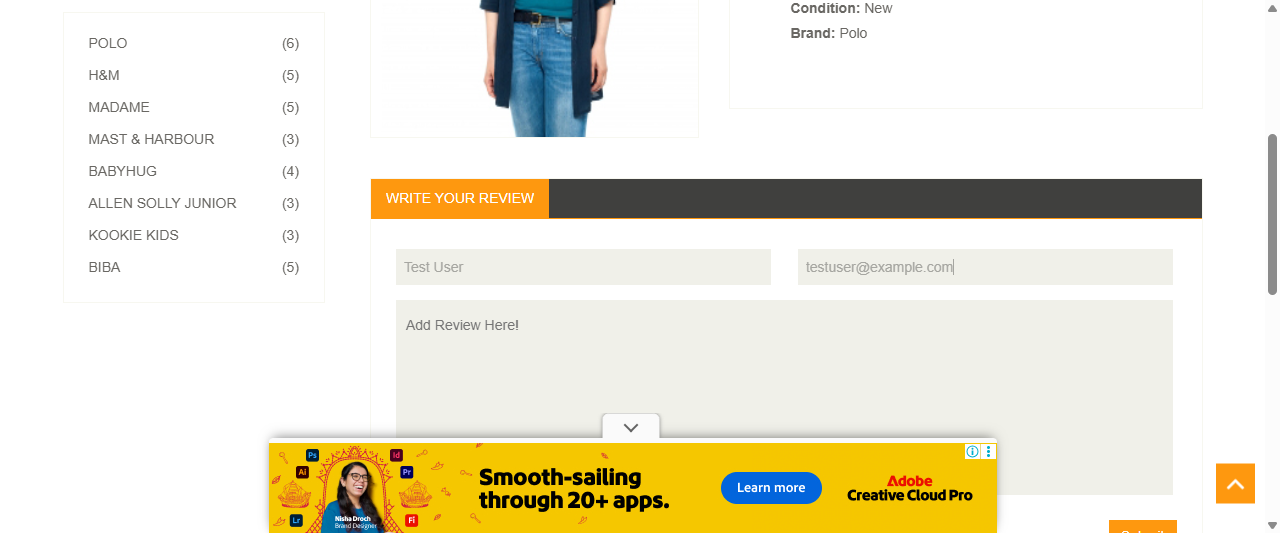 Condition: New
Brand: Polo
POLO (6)
H&M (5)
MADAME (5)
MAST & HARBOUR (3)
BABYHUG (4)
ALLEN SOLLY JUNIOR (3)
KOOKIE KIDS (3)
BIBA (5)
WRITE YOUR REVIEW
Test User
testuser@example.com
Add Review Here!
Ps
Id
Ai
Pr
Lr
Fi
Nisha Droch
Brand Designer
Smooth-sailing
through 20+ apps.
Learn more
Adobe
Creative Cloud Pro
Submit